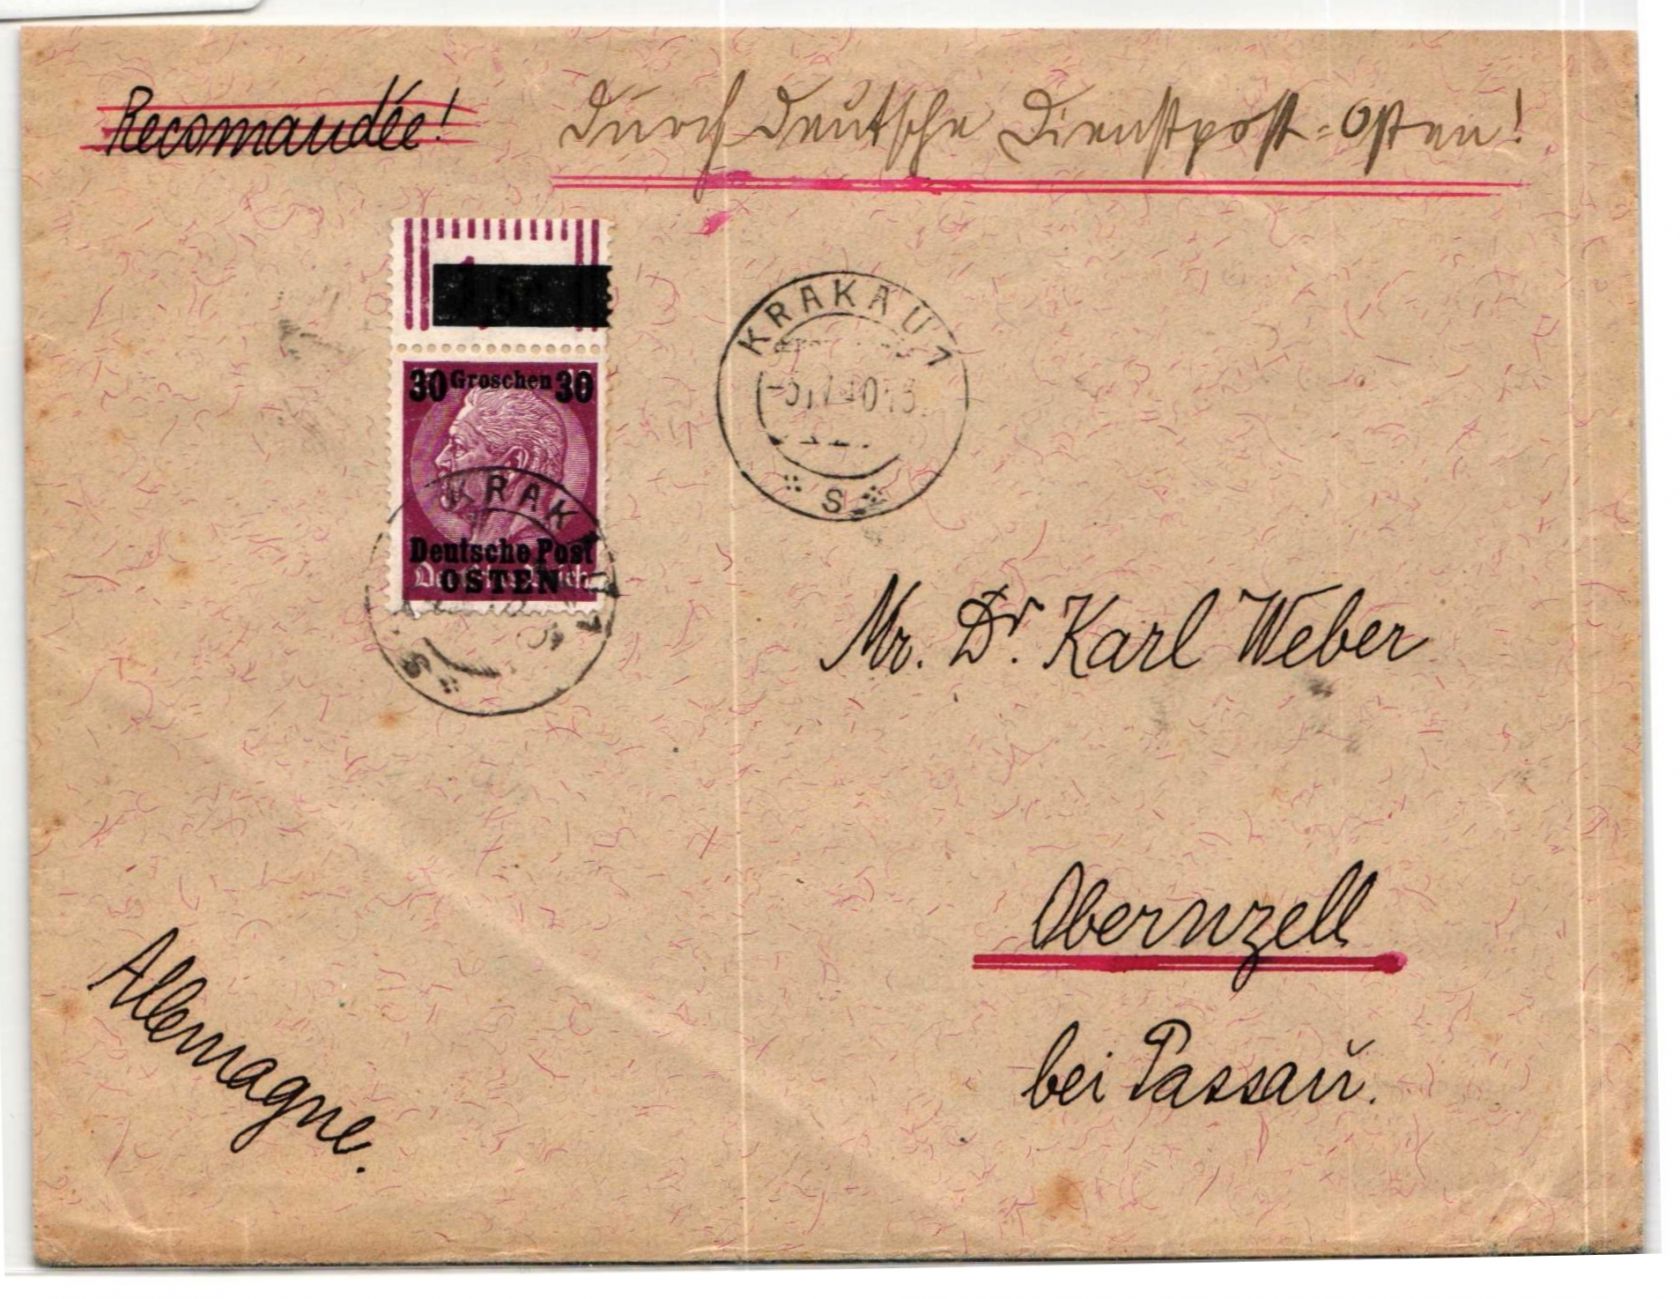 Recomandée! durch Deutsche Dienstpost=Osten!
30 Groschen 30
Deutsche Post
OSTEN
KRAKAU 1
S
KRAK
S
Mr. Dr. Karl Weber
Obernzell
bei Passau.
Allemagne.